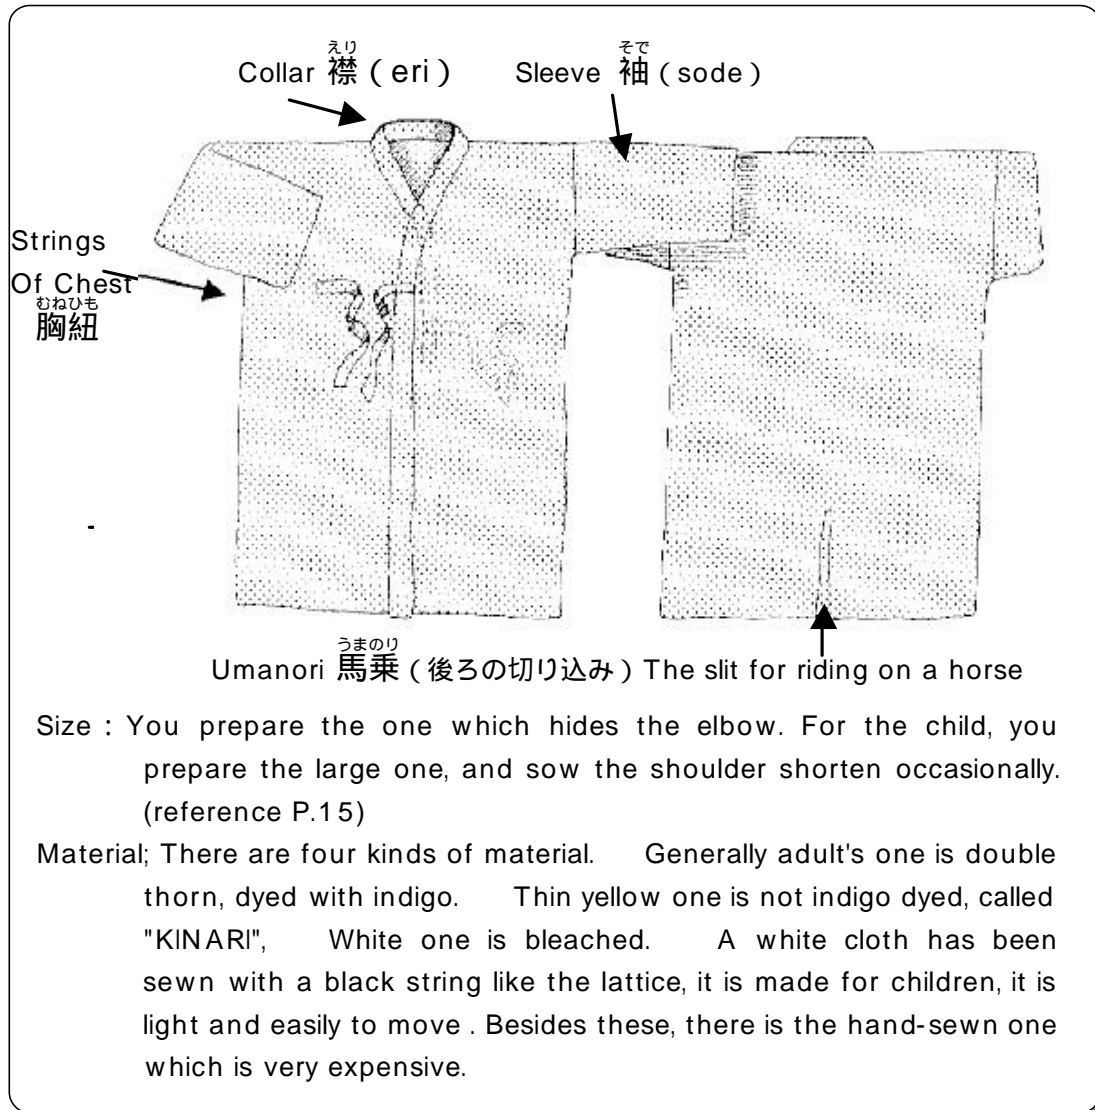 えり
Collar 襟 ( eri )
そで
Sleeve 袖 ( sode )
Strings
Of Chest
むねひも
胸紐
うまのり
Umanori 馬乗 ( 後ろの切り込み ) The slit for riding on a horse
Size : You prepare the one which hides the elbow. For the child, you
prepare the large one, and sow the shoulder shorten occasionally.
(reference P.15)
Material; There are four kinds of material. Generally adult's one is double
thorn, dyed with indigo. Thin yellow one is not indigo dyed, called
"KINARI", White one is bleached. A white cloth has been
sewn with a black string like the lattice, it is made for children, it is
light and easily to move . Besides these, there is the hand-sewn one
which is very expensive.